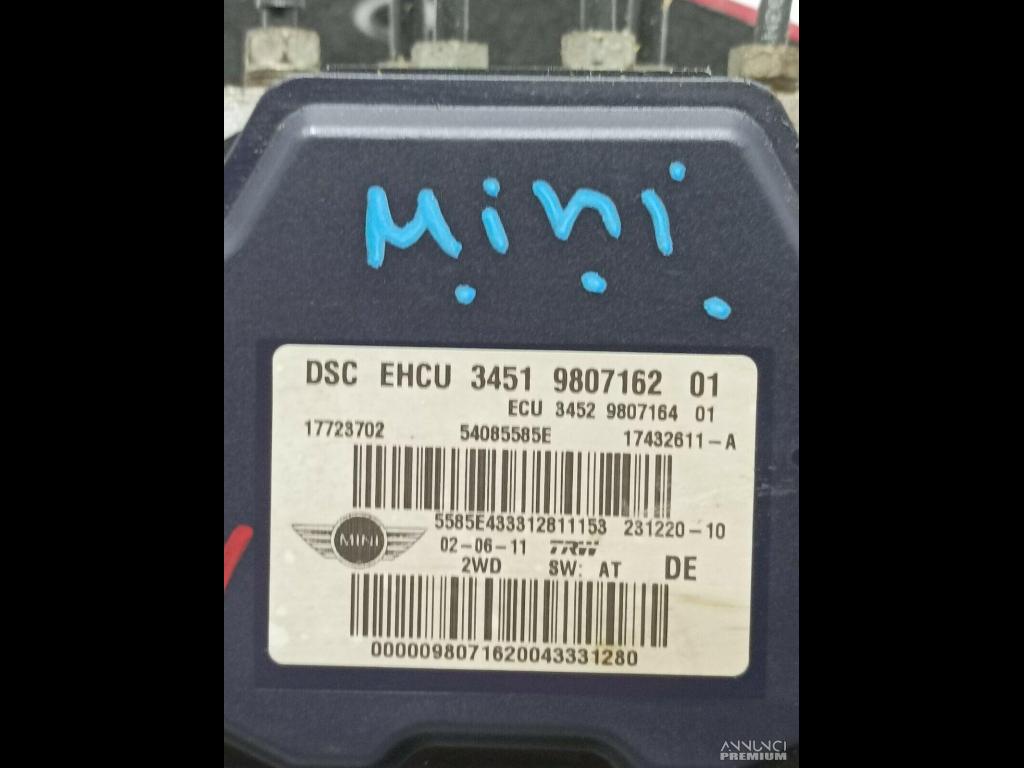 Mini
DSC EHCU 3451 9807162 01
ECU 3452 9807164 01
17723702 54085585E 17432611-A
5585E433312811153 231220-10
MINI
02-06-11 TRW
2WD SW: AT DE
0000098071620043331280
ANNUNCI
PREMIUM